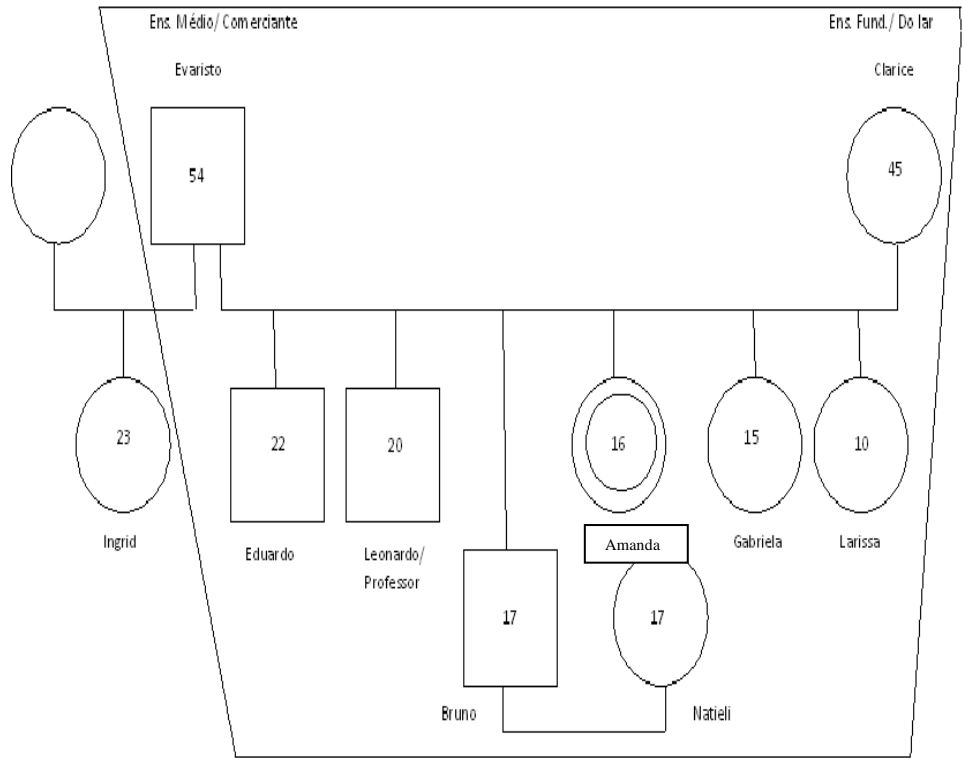 Ens. Médio/ Comerciante
Ens. Fund./ Do lar
Evaristo
Clarice
54
45
23
22
20
16
15
10
Ingrid
Eduardo
Leonardo/
Professor
Amanda
Gabriela
Larissa
17
17
Bruno
Natieli